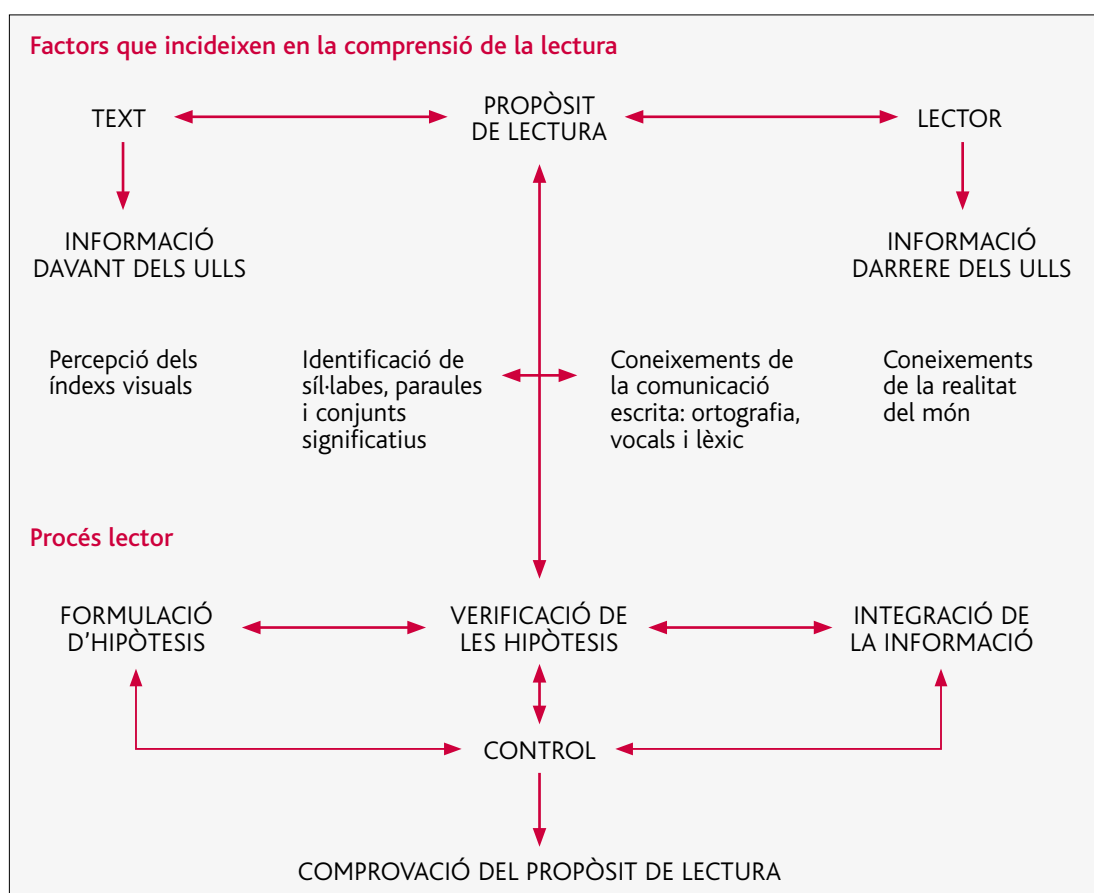 Factors que incideixen en la comprensió de la lectura
TEXT
PROPÒSIT
DE LECTURA
LECTOR
INFORMACIÓ
DAVANT DELS ULLS
INFORMACIÓ
DARRERE DELS ULLS
Percepció dels
índexs visuals
Identificació de
síl·labes, paraules
i conjunts
significatius
Coneixements de
la comunicació
escrita: ortografia,
vocals i lèxic
Coneixements
de la realitat
del món
Procés lector
FORMULACIÓ
D'HIPÒTESIS
VERIFICACIÓ DE
LES HIPÒTESIS
INTEGRACIÓ DE
LA INFORMACIÓ
CONTROL
COMPROVACIÓ DEL PROPÒSIT DE LECTURA